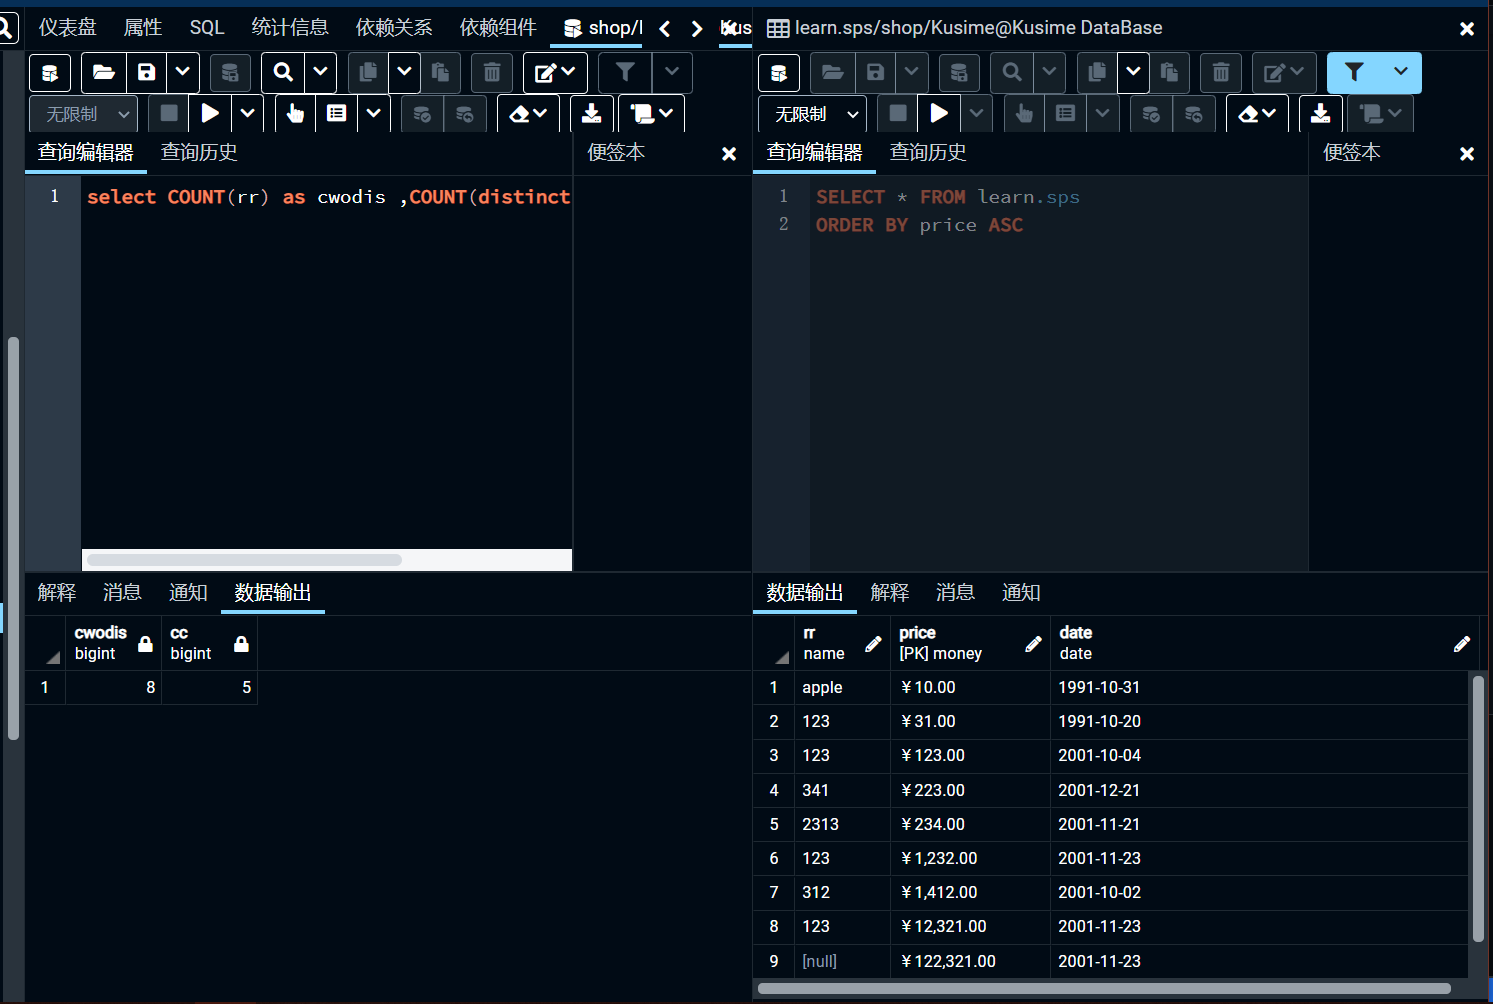 仪表盘 属性 SQL 统计信息 依赖关系 依赖组件 shop/
learn.sps/shop/Kusime@Kusime DataBase
无限制
查询编辑器 查询历史 便签本
1 select COUNT(rr) as cwodis ,COUNT(distinct
解释 消息 通知 数据输出
cwodis cc
bigint bigint
1 8 5
无限制
查询编辑器 查询历史 便签本
1 SELECT * FROM learn.sps
2 ORDER BY price ASC
数据输出 解释 消息 通知
rr price date
name [PK] money date
1 apple ￥10.00 1991-10-31
2 123 ￥31.00 1991-10-20
3 123 ￥123.00 2001-10-04
4 341 ￥223.00 2001-12-21
5 2313 ￥234.00 2001-11-21
6 123 ￥1,232.00 2001-11-23
7 312 ￥1,412.00 2001-10-02
8 123 ￥12,321.00 2001-11-23
9 [null] ￥122,321.00 2001-11-23